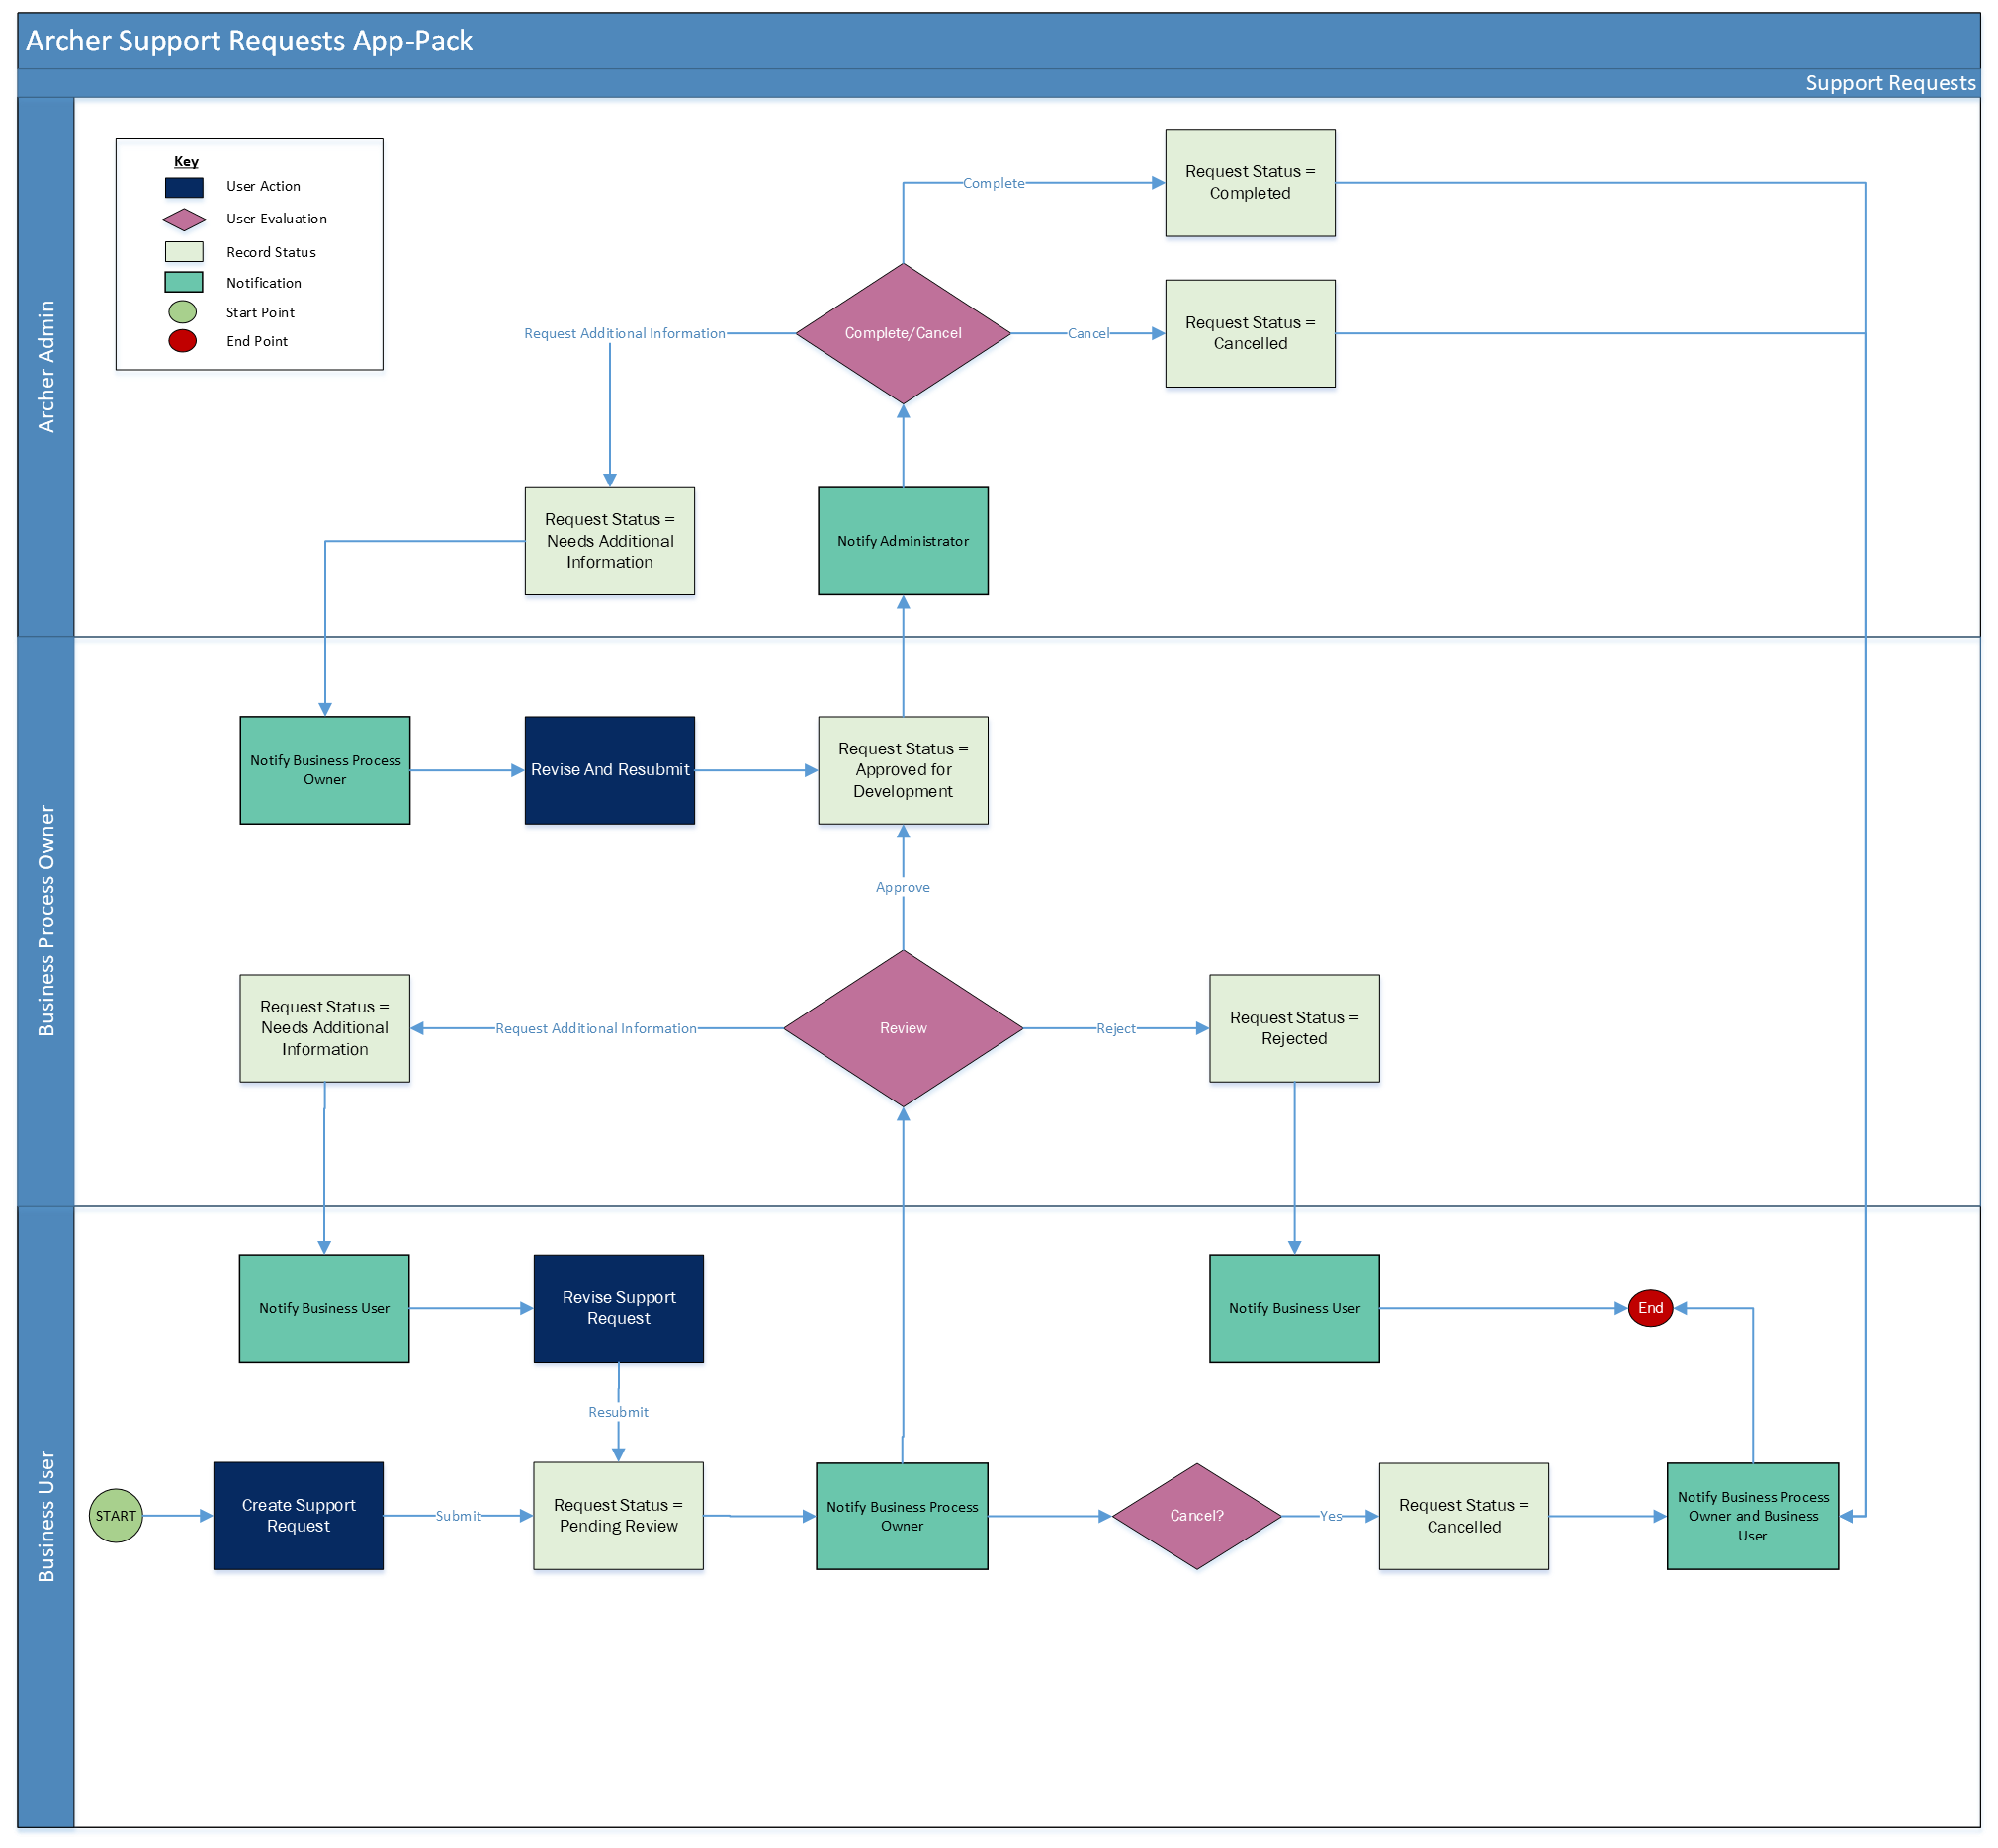 Archer Support Requests App-Pack
Support Requests
Archer Admin
Key
User Action
User Evaluation
Record Status
Notification
Start Point
End Point
Complete
Request Status =
Completed
Request Additional Information
Complete/Cancel
Cancel
Request Status =
Cancelled
Request Status =
Needs Additional
Information
Notify Administrator
Business Process Owner
Notify Business Process
Owner
Revise And Resubmit
Request Status =
Approved for
Development
Approve
Request Status =
Needs Additional
Information
Request Additional Information
Review
Reject
Request Status =
Rejected
Business User
Notify Business User
Revise Support
Request
Notify Business User
End
Resubmit
START
Create Support
Request
Submit
Request Status =
Pending Review
Notify Business Process
Owner
Cancel?
Yes
Request Status =
Cancelled
Notify Business Process
Owner and Business
User